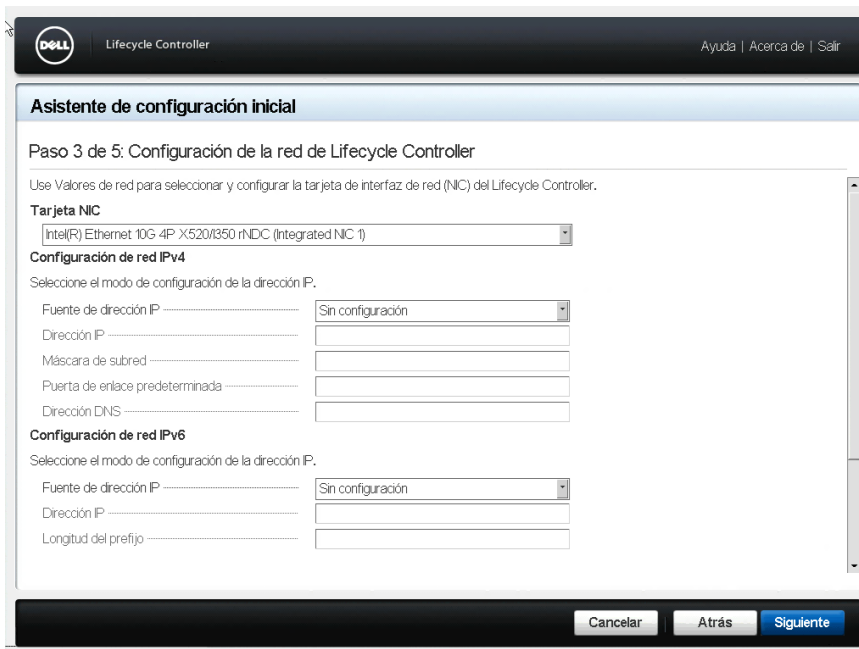 DELL
Lifecycle Controller
Ayuda | Acerca de | Salir
Asistente de configuración inicial
Paso 3 de 5: Configuración de la red de Lifecycle Controller
Use Valores de red para seleccionar y configurar la tarjeta de interfaz de red (NIC) del Lifecycle Controller.
Tarjeta NIC
Intel(R) Ethernet 10G 4P X520/I350 rNDC (Integrated NIC 1)
Configuración de red IPv4
Seleccione el modo de configuración de la dirección IP.
Fuente de dirección IP Sin configuración
Dirección IP
Máscara de subred
Puerta de enlace predeterminada
Dirección DNS
Configuración de red IPv6
Seleccione el modo de configuración de la dirección IP.
Fuente de dirección IP Sin configuración
Dirección IP
Longitud del prefijo
Cancelar Atrás Siguiente